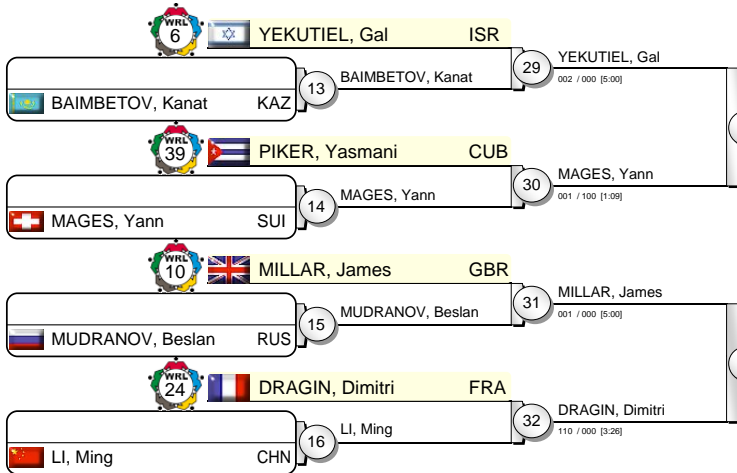 WRL
6
YEKUTIEL, Gal ISR
29
YEKUTIEL, Gal
002 / 000 [5:00]
13
BAIMBETOV, Kanat
BAIMBETOV, Kanat KAZ
WRL
39
PIKER, Yasmani CUB
30
MAGES, Yann
001 / 100 [1:09]
14
MAGES, Yann
MAGES, Yann SUI
WRL
10
MILLAR, James GBR
31
MILLAR, James
001 / 000 [5:00]
15
MUDRANOV, Beslan
MUDRANOV, Beslan RUS
WRL
24
DRAGIN, Dimitri FRA
32
DRAGIN, Dimitri
110 / 000 [3:26]
16
LI, Ming
LI, Ming CHN